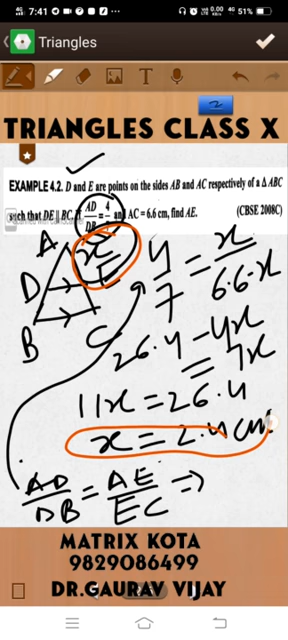 7:41
0.00
51%
Triangles
T
TRIANGLES CLASS X
EXAMPLE 4.2. D and E are points on the sides AB and AC respectively of a Δ ABC
such that DE ∥ BC. If AD/DB = 4/ and AC = 6.6 cm, find AE. (CBSE 2008C)
A
D
B
C
x
E
4/7 = x/6.6-x
26.4 - 4x
= 7x
11x = 26.4
x = 2.4 cm
AD/DB = AE/EC ⇒
MATRIX KOTA
9829086499
DR.GAURAV VIJAY